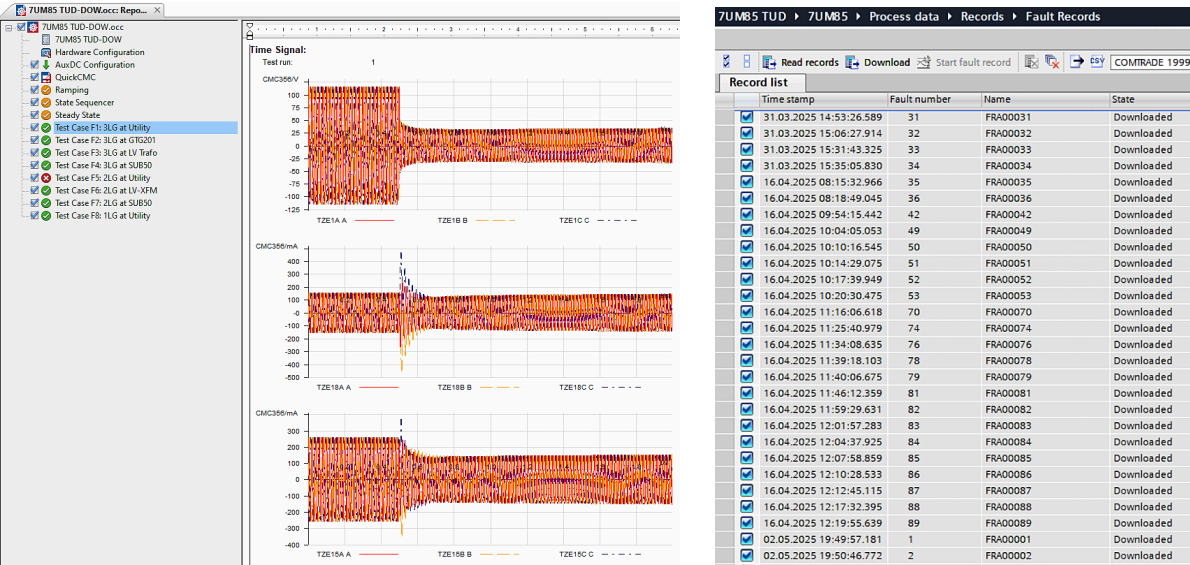 7UM85 TUD-DOW.occ: Repo...
7UM85 TUD-DOW.occ
7UM85 TUD-DOW
Hardware Configuration
AuxDC Configuration
QuickCMC
Ramping
State Sequencer
Steady State
Test Case F1: 3LG at Utility
Test Case F2: 3LG at GTG201
Test Case F3: 3LG at LV Trafo
Test Case F4: 3LG at SUB50
Test Case F5: 2LG at Utility
Test Case F6: 2LG at LV-XFM
Test Case F7: 2LG at SUB50
Test Case F8: 1LG at Utility
1 2 3 4 5 6
Time Signal:
Test run: 1
CMC356/V
100
75
50
25
0
-25
-50
-75
-100
-125
TZE1A A TZE1B B TZE1C C
CMC356/mA
400
300
200
100
0
-100
-200
-300
-400
-500
TZE18A A TZE18B B TZE18C C
CMC356/mA
300
200
100
0
-100
-200
-300
-400
TZE15A A TZE15B B TZE15C C
7UM85 TUD 7UM85 Process data Records Fault Records
Read records Download Start fault record CSV COMTRADE 1999
Record list
Time stamp Fault number Name State
31.03.2025 14:53:26.589 31 FRA00031 Downloaded
31.03.2025 15:06:27.914 32 FRA00032 Downloaded
31.03.2025 15:31:43.325 33 FRA00033 Downloaded
31.03.2025 15:35:05.830 34 FRA00034 Downloaded
16.04.2025 08:15:32.966 35 FRA00035 Downloaded
16.04.2025 08:18:49.045 36 FRA00036 Downloaded
16.04.2025 09:54:15.442 42 FRA00042 Downloaded
16.04.2025 10:04:05.053 49 FRA00049 Downloaded
16.04.2025 10:10:16.545 50 FRA00050 Downloaded
16.04.2025 10:14:29.075 51 FRA00051 Downloaded
16.04.2025 10:17:39.949 52 FRA00052 Downloaded
16.04.2025 10:20:30.475 53 FRA00053 Downloaded
16.04.2025 11:16:06.618 70 FRA00070 Downloaded
16.04.2025 11:25:40.979 74 FRA00074 Downloaded
16.04.2025 11:34:08.635 76 FRA00076 Downloaded
16.04.2025 11:39:18.103 78 FRA00078 Downloaded
16.04.2025 11:40:06.675 79 FRA00079 Downloaded
16.04.2025 11:46:12.359 81 FRA00081 Downloaded
16.04.2025 11:59:29.631 82 FRA00082 Downloaded
16.04.2025 12:01:57.283 83 FRA00083 Downloaded
16.04.2025 12:04:37.925 84 FRA00084 Downloaded
16.04.2025 12:07:58.859 85 FRA00085 Downloaded
16.04.2025 12:10:28.533 86 FRA00086 Downloaded
16.04.2025 12:12:45.115 87 FRA00087 Downloaded
16.04.2025 12:17:32.395 88 FRA00088 Downloaded
16.04.2025 12:19:55.639 89 FRA00089 Downloaded
02.05.2025 19:49:57.181 1 FRA00001 Downloaded
02.05.2025 19:50:46.772 2 FRA00002 Downloaded